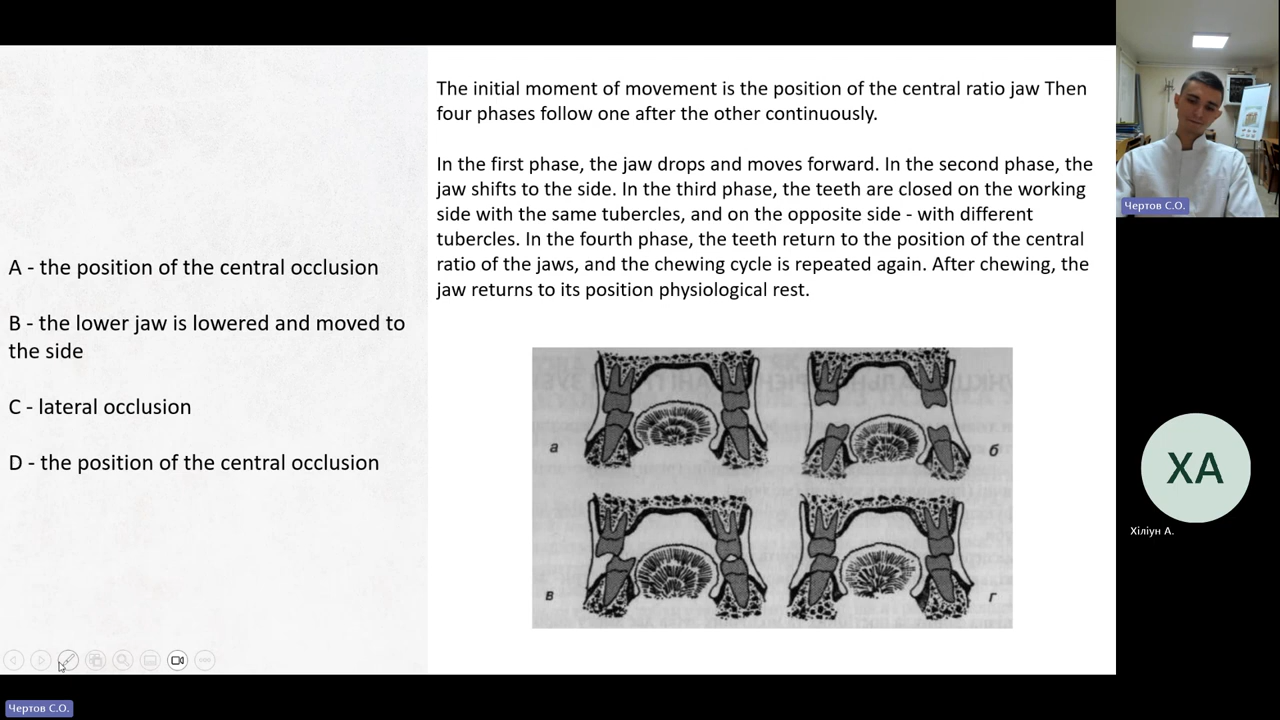 The initial moment of movement is the position of the central ratio jaw Then
four phases follow one after the other continuously.
In the first phase, the jaw drops and moves forward. In the second phase, the
jaw shifts to the side. In the third phase, the teeth are closed on the working
side with the same tubercles, and on the opposite side - with different
tubercles. In the fourth phase, the teeth return to the position of the central
ratio of the jaws, and the chewing cycle is repeated again. After chewing, the
jaw returns to its position physiological rest.
A - the position of the central occlusion
B - the lower jaw is lowered and moved to
the side
C - lateral occlusion
D - the position of the central occlusion
а
б
в
г
Чертов С.О.
ХА
Хіліун А.
Чертов С.О.